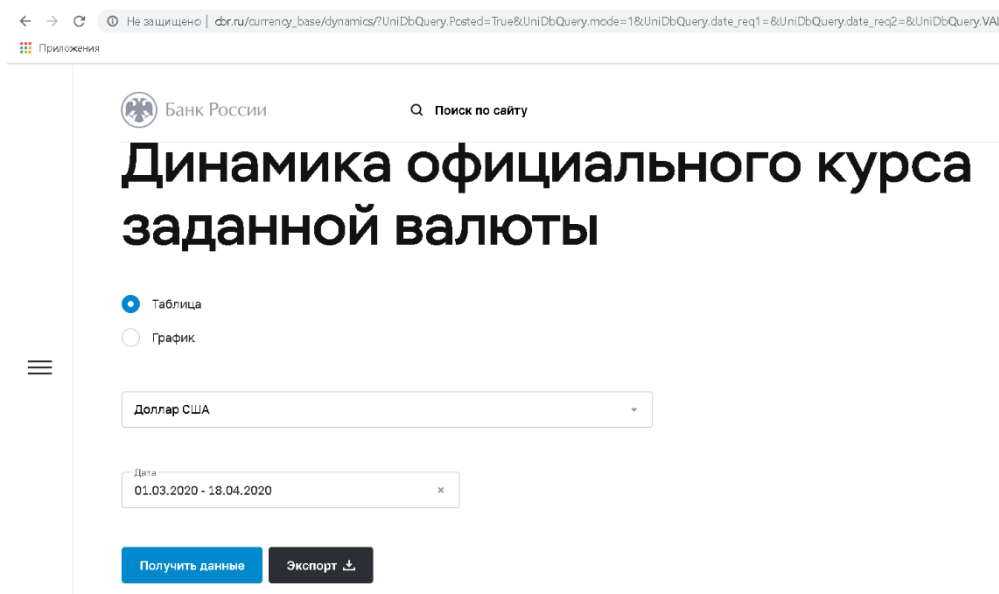 Не защищено | cbr.ru/currency_base/dynamics/?UniDbQuery.Posted=True&UniDbQuery.mode=1&UniDbQuery.date_req1=&UniDbQuery.date_req2=&UniDbQuery.VAL
Приложения
Банк России
Поиск по сайту
Динамика официального курса
заданной валюты
Таблица
График
Доллар США
Дата
01.03.2020 - 18.04.2020
Получить данные
Экспорт